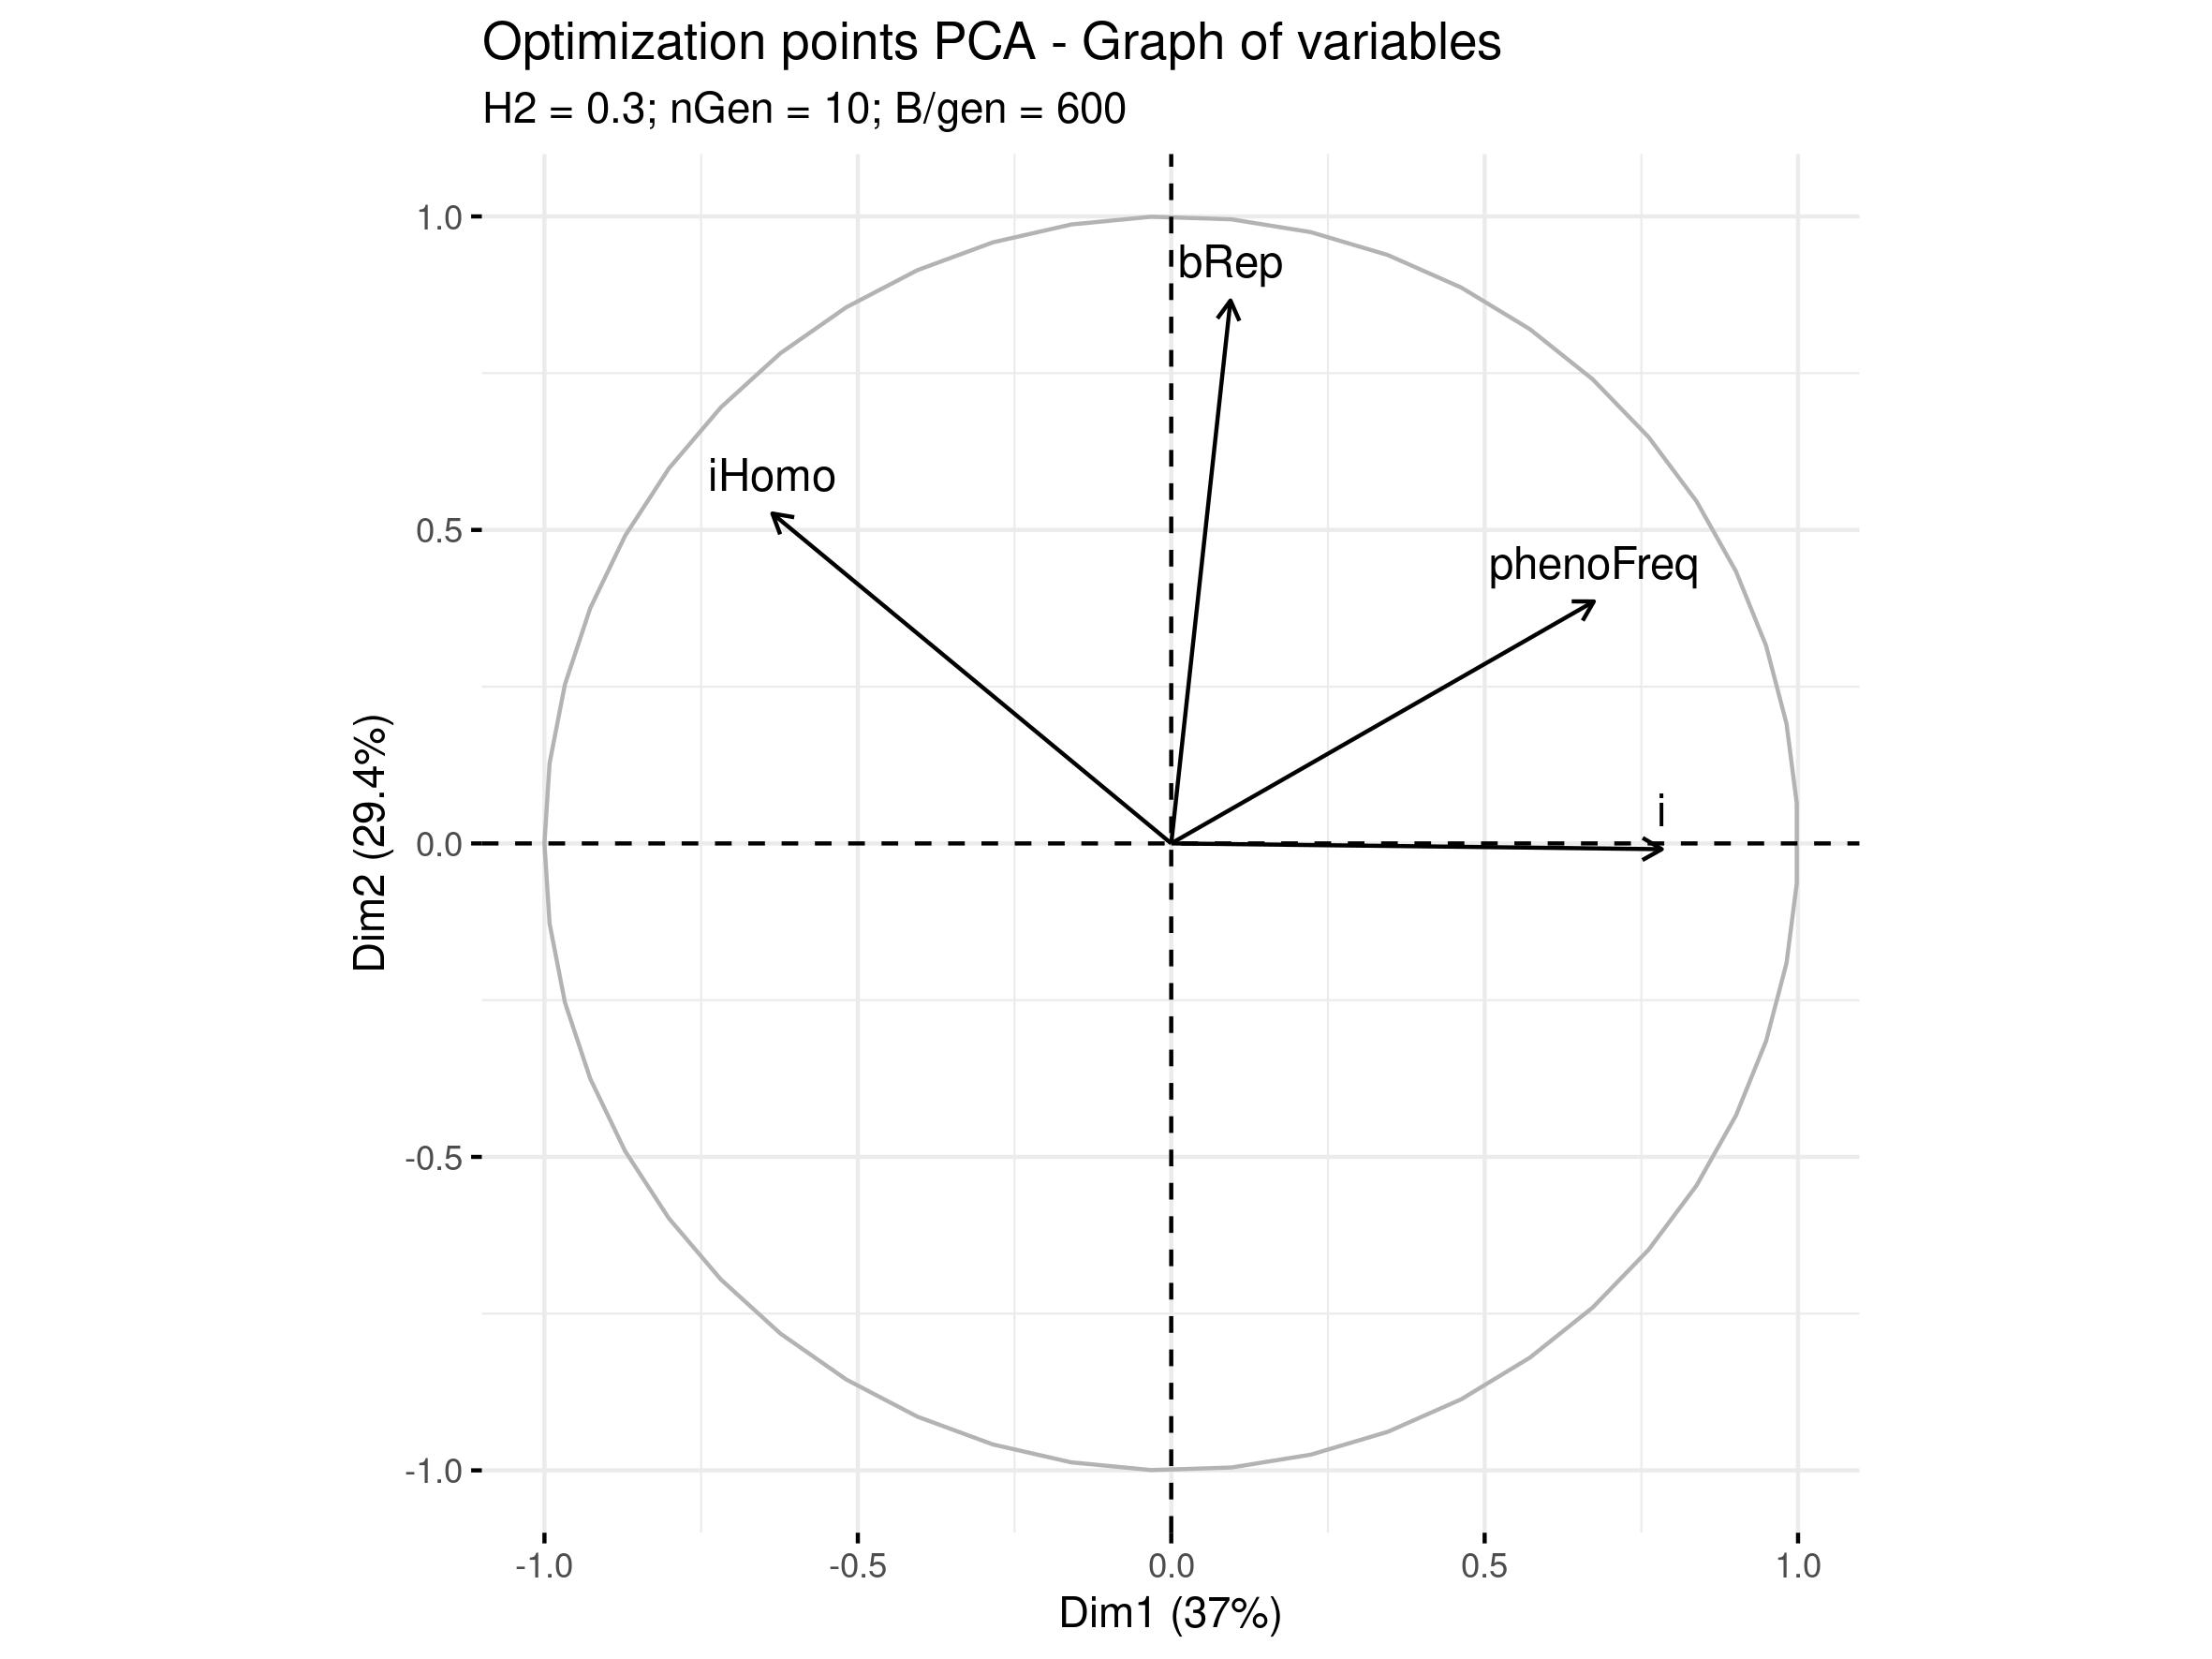 Optimization points PCA - Graph of variables
H2 = 0.3; nGen = 10; B/gen = 600
1.0
0.5
0.0
-0.5
-1.0
Dim2 (29.4%)
bRep
iHomo
phenoFreq
i
-1.0
-0.5
0.0
0.5
1.0
Dim1 (37%)